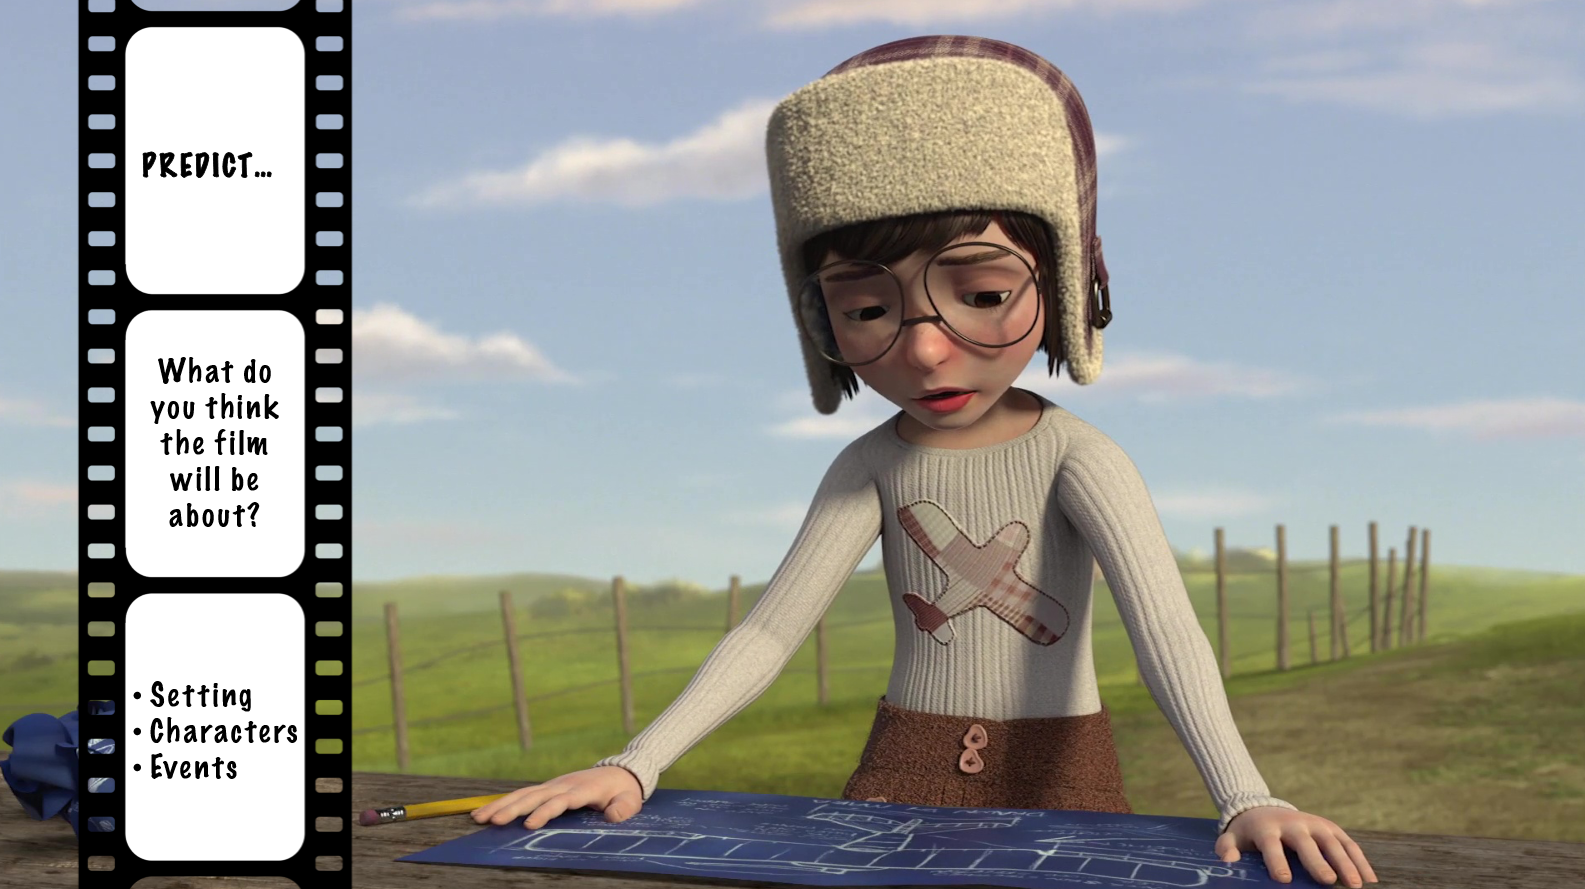 PREDICT...
What do
you think
the film
will be
about?
• Setting
• Characters
• Events